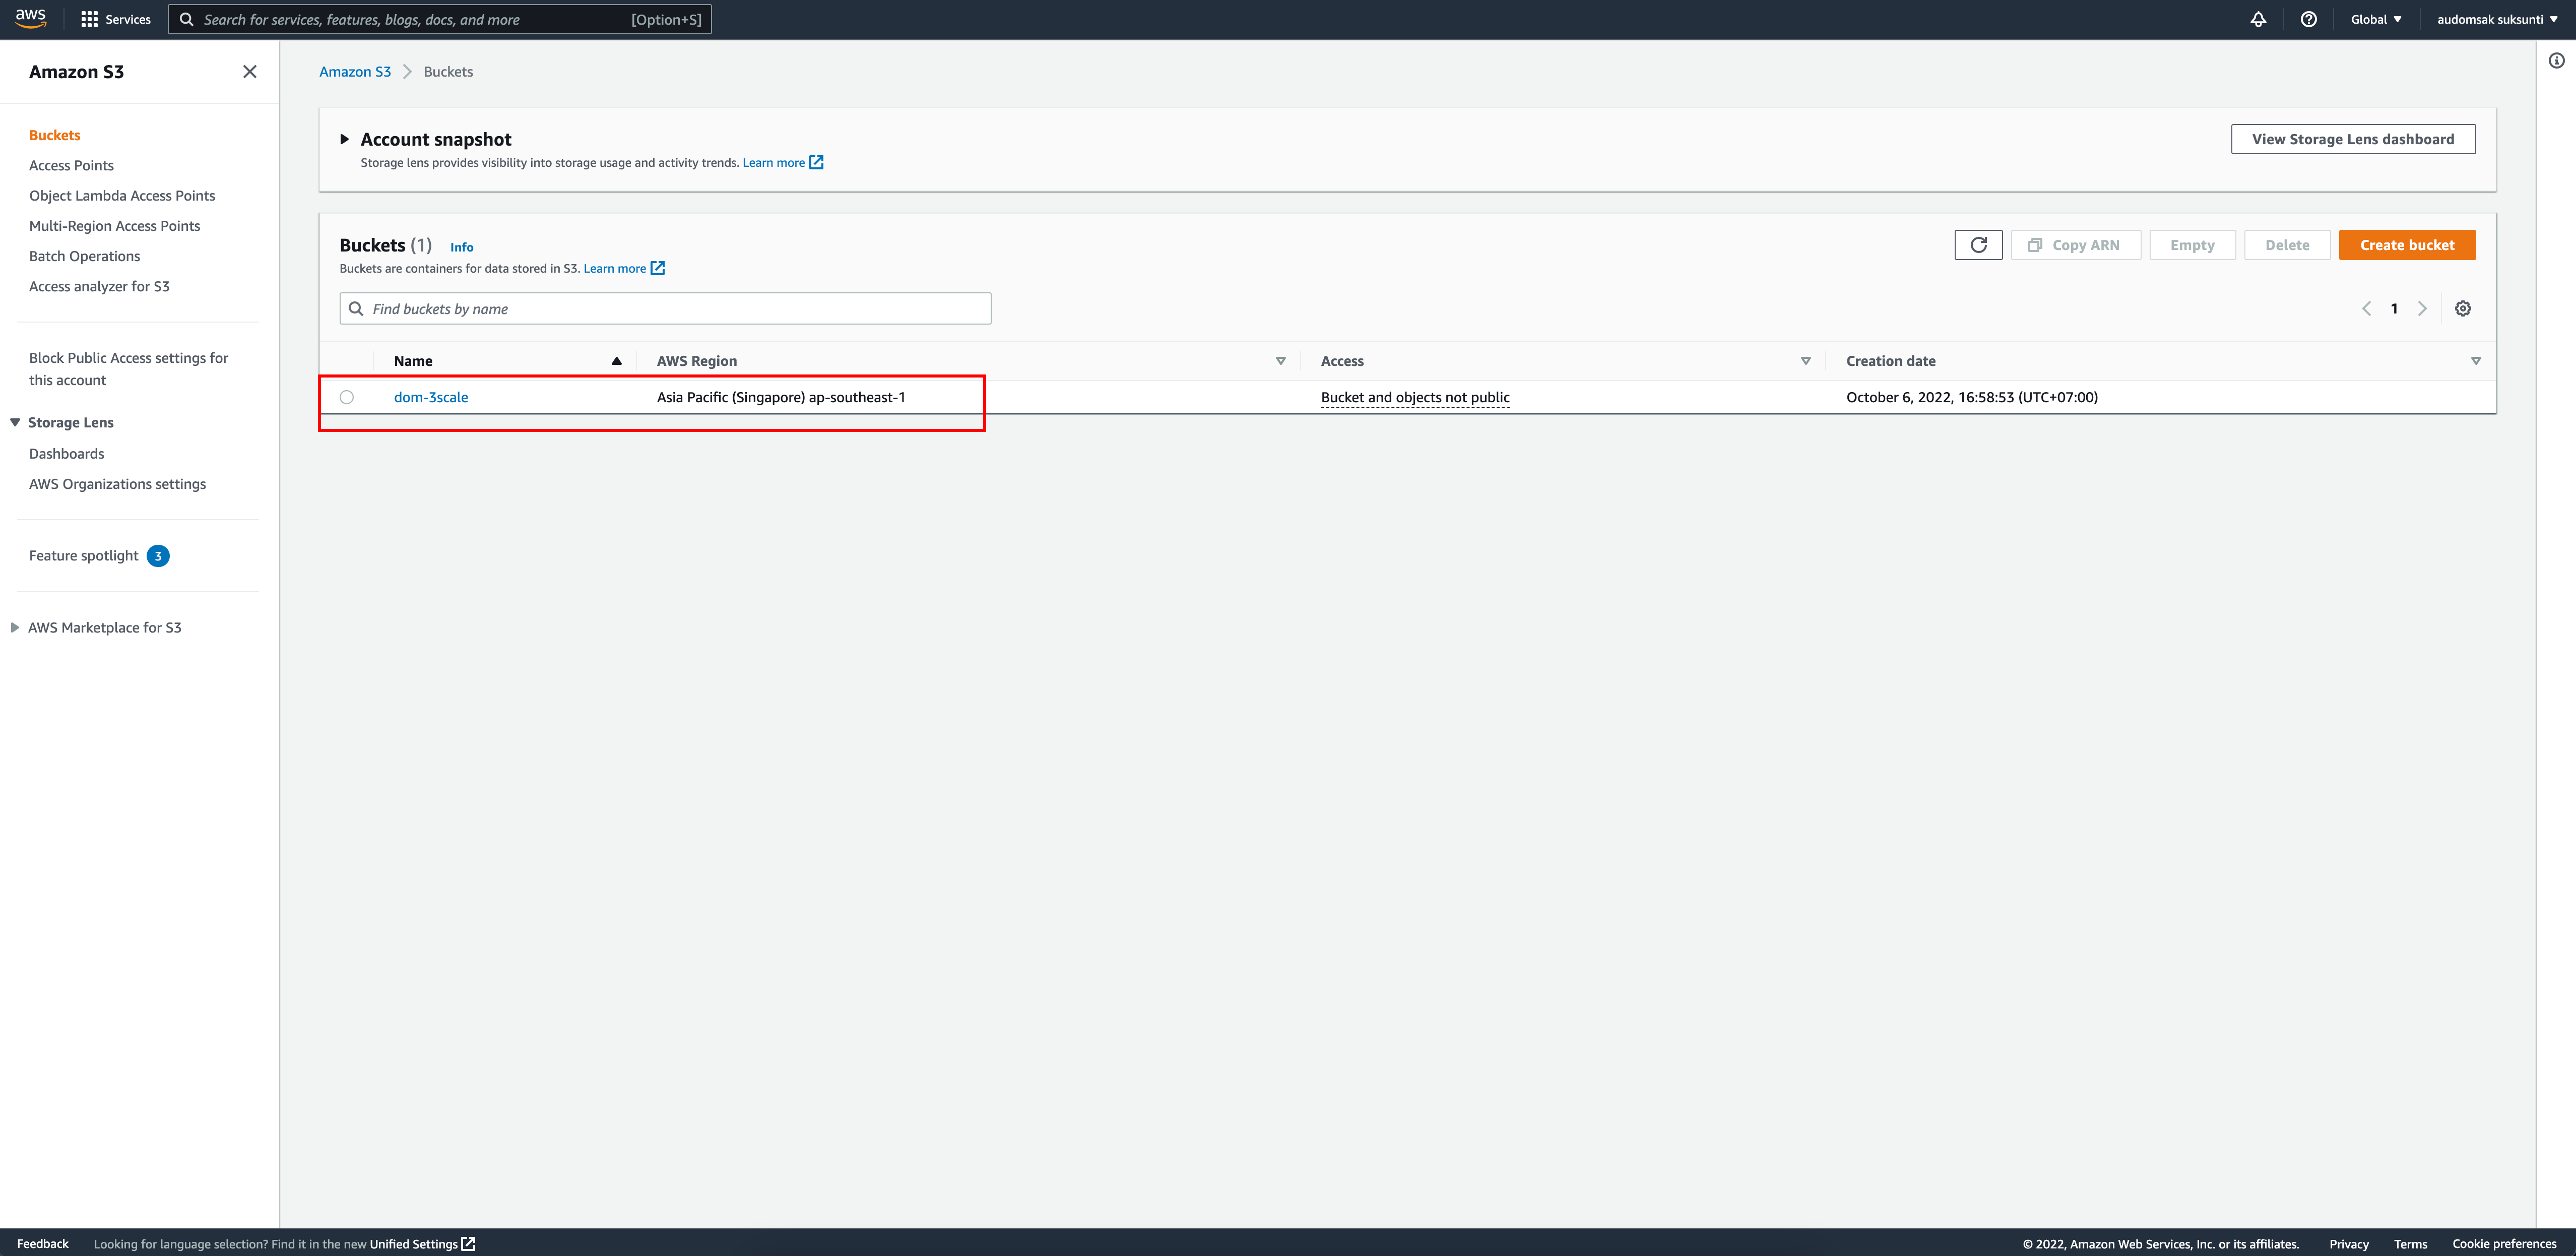 aws
Services
Search for services, features, blogs, docs, and more [Option+S]
Global
audomsak suksunti
Amazon S3
Buckets
Access Points
Object Lambda Access Points
Multi-Region Access Points
Batch Operations
Access analyzer for S3
Block Public Access settings for
this account
Storage Lens
Dashboards
AWS Organizations settings
Feature spotlight 3
AWS Marketplace for S3
Amazon S3 Buckets
Account snapshot
Storage lens provides visibility into storage usage and activity trends. Learn more
View Storage Lens dashboard
Buckets (1) Info
Buckets are containers for data stored in S3. Learn more
Copy ARN
Empty
Delete
Create bucket
Find buckets by name
1
Name AWS Region Access Creation date
dom-3scale Asia Pacific (Singapore) ap-southeast-1 Bucket and objects not public October 6, 2022, 16:58:53 (UTC+07:00)
Feedback Looking for language selection? Find it in the new Unified Settings
© 2022, Amazon Web Services, Inc. or its affiliates. Privacy Terms Cookie preferences